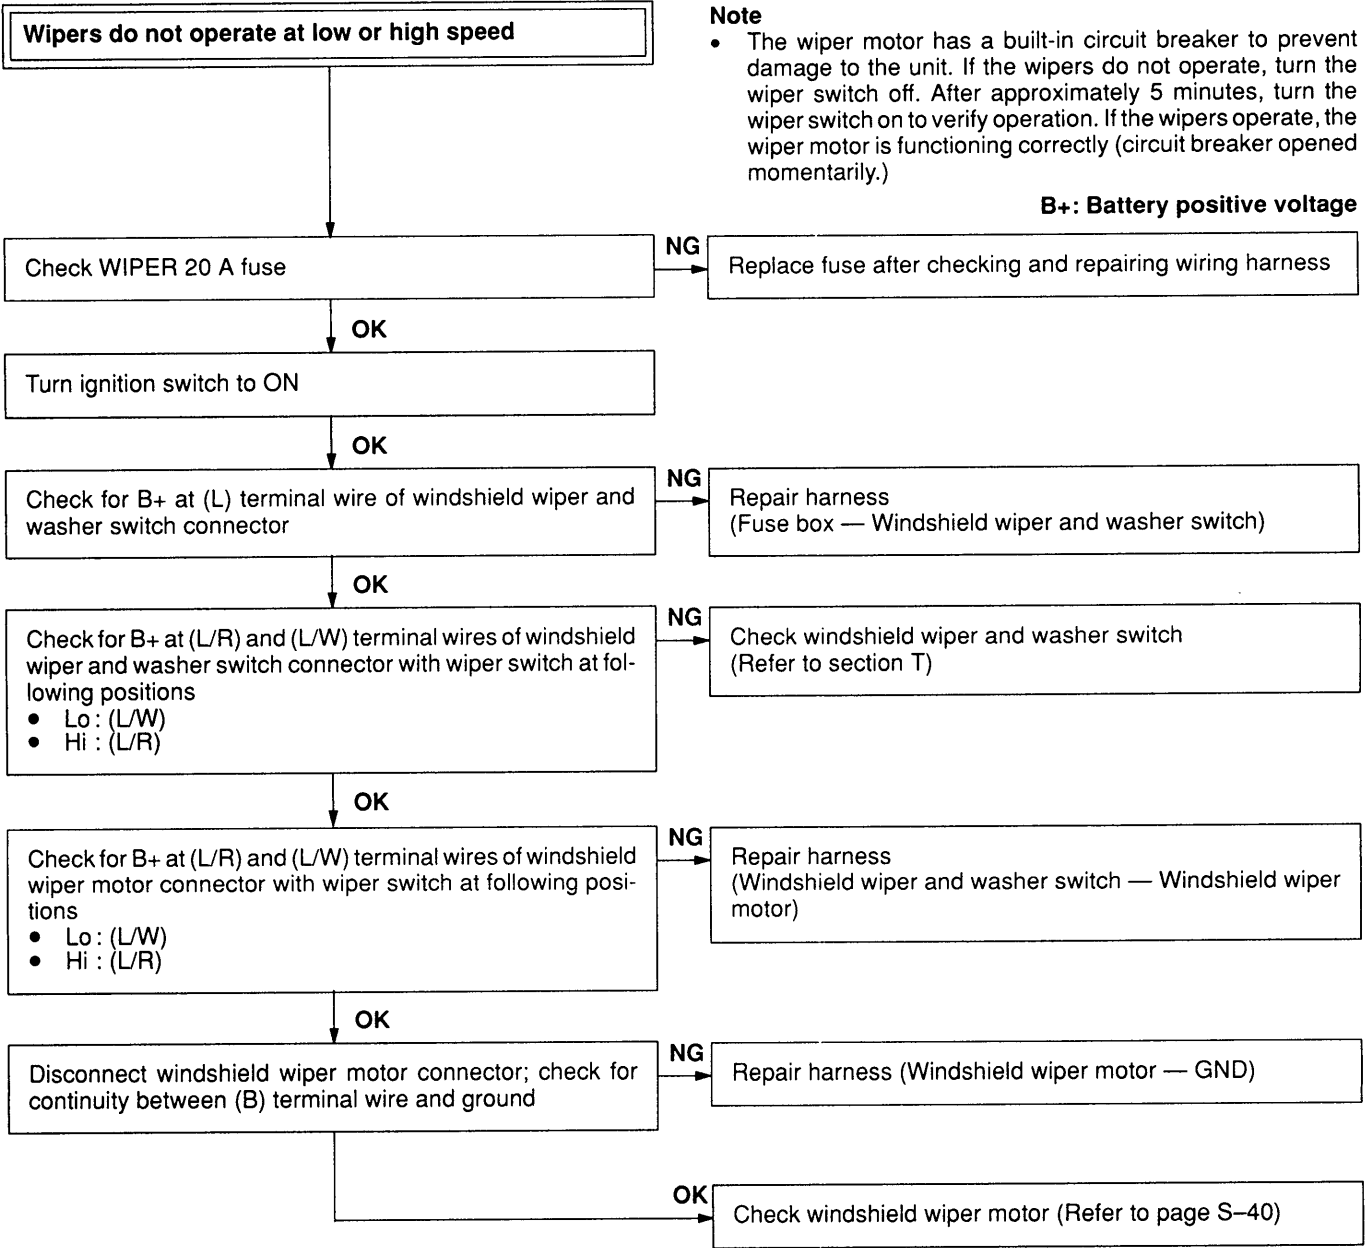 Wipers do not operate at low or high speed
Note
• The wiper motor has a built-in circuit breaker to prevent
damage to the unit. If the wipers do not operate, turn the
wiper switch off. After approximately 5 minutes, turn the
wiper switch on to verify operation. If the wipers operate, the
wiper motor is functioning correctly (circuit breaker opened
momentarily.)
B+: Battery positive voltage
Check WIPER 20 A fuse
NG
Replace fuse after checking and repairing wiring harness
OK
Turn ignition switch to ON
OK
Check for B+ at (L) terminal wire of windshield wiper and
washer switch connector
NG
Repair harness
(Fuse box — Windshield wiper and washer switch)
OK
Check for B+ at (L/R) and (L/W) terminal wires of windshield
wiper and washer switch connector with wiper switch at fol-
lowing positions
• Lo : (L/W)
• Hi : (L/R)
NG
Check windshield wiper and washer switch
(Refer to section T)
OK
Check for B+ at (L/R) and (L/W) terminal wires of windshield
wiper motor connector with wiper switch at following posi-
tions
• Lo : (L/W)
• Hi : (L/R)
NG
Repair harness
(Windshield wiper and washer switch — Windshield wiper
motor)
OK
Disconnect windshield wiper motor connector; check for
continuity between (B) terminal wire and ground
NG
Repair harness (Windshield wiper motor — GND)
OK
Check windshield wiper motor (Refer to page S–40)